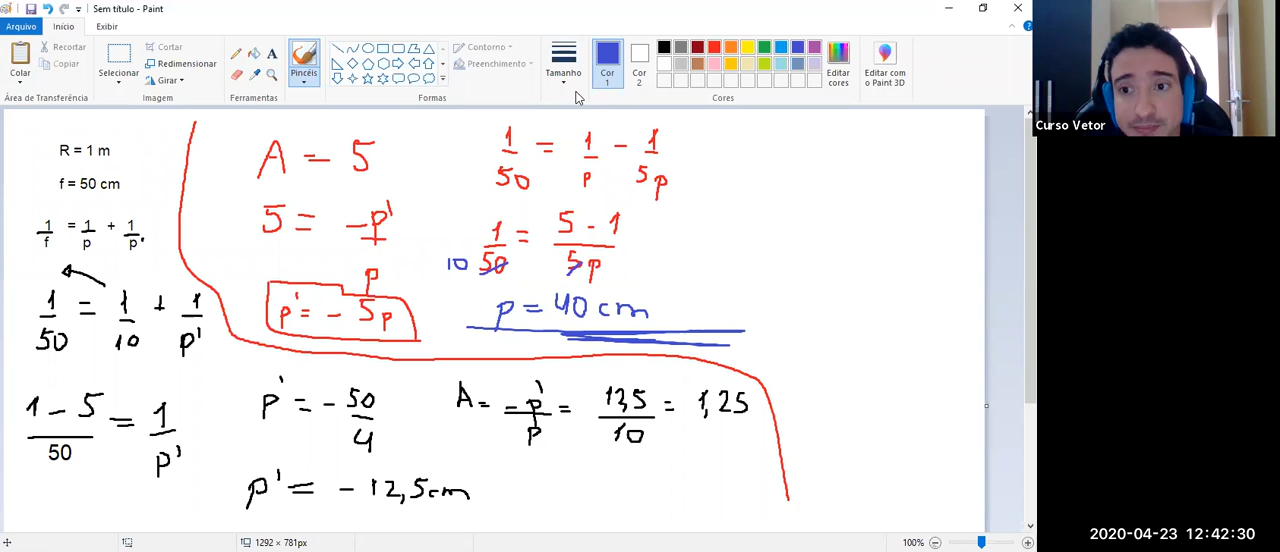 Sem título - Paint
Arquivo Início Exibir
Colar
Recortar
Copiar
Área de Transferência
Selecionar
Cortar
Redimensionar
Girar
Imagem
A
Ferramentas
Pincéis
Contorno
Preenchimento
Formas
Tamanho
Cor 1
Cor 2
Editar cores
Editar com o Paint 3D
Cores
Curso Vetor
R = 1 m
f = 50 cm
1/f = 1/p + 1/p,
1/50 = 1/10 + 1/p'
1 - 5/50 = 1/p'
A = 5
5 = -p'/p
p' = - 5p
1/50 = 1/p - 1/5p
1/50 = 5 - 1/5p
10
p = 40 cm
p' = - 50/4
p' = - 12,5cm
A = -p'/p = 12,5/10 = 1,25
1292 × 781px
100%
2020-04-23 12:42:30